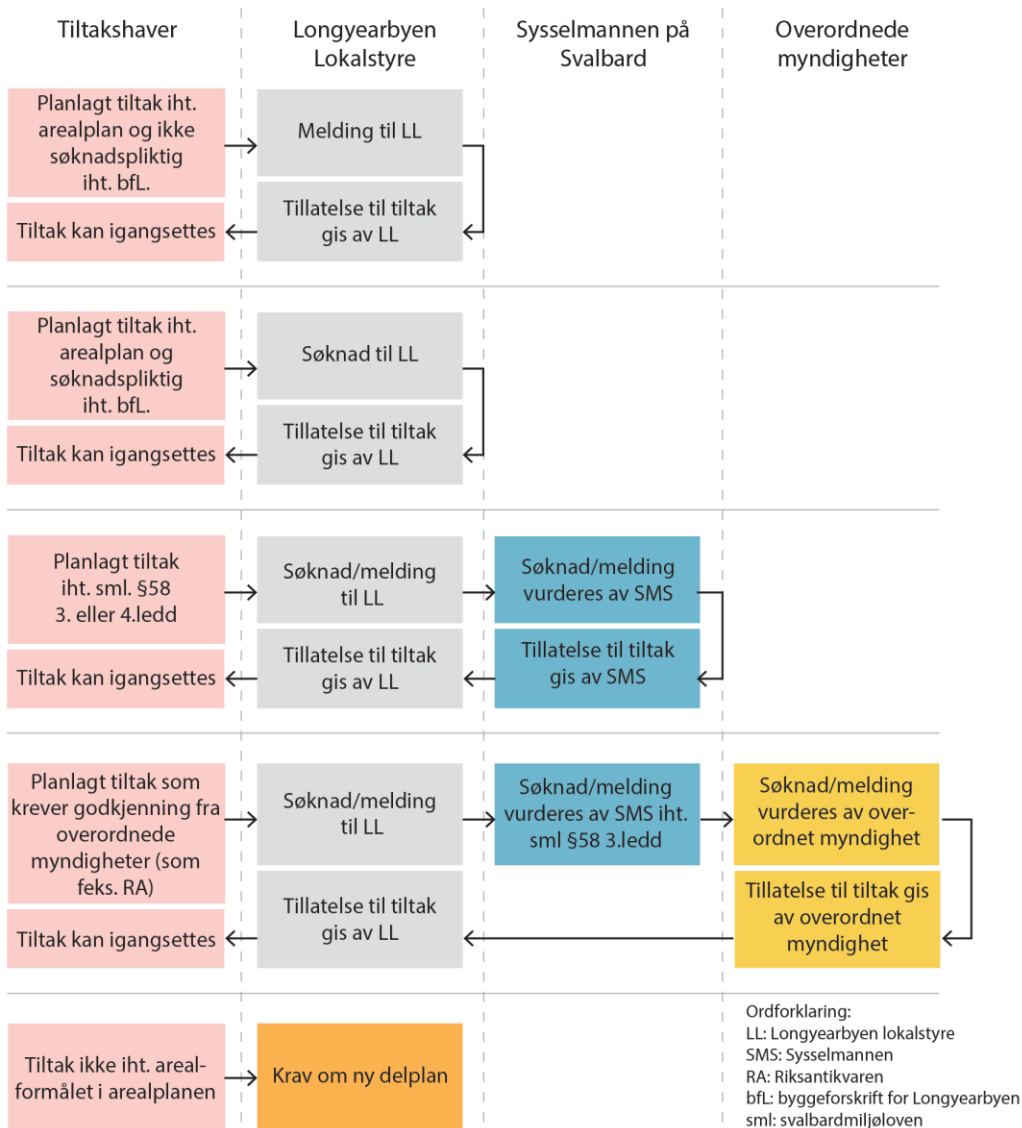 Tiltakshaver
Longyearbyen
Lokalstyre
Sysselmannen på
Svalbard
Overordnede
myndigheter
Planlagt tiltak iht.
arealplan og ikke
søknadspliktig
iht. bfL.
Melding til LL
Tiltak kan igangsettes
Tillatelse til tiltak
gis av LL
Planlagt tiltak iht.
arealplan og
søknadspliktig
iht. bfL.
Søknad til LL
Tiltak kan igangsettes
Tillatelse til tiltak
gis av LL
Planlagt tiltak
iht. sml. §58
3. eller 4.ledd
Søknad/melding
til LL
Søknad/melding
vurderes av SMS
Tiltak kan igangsettes
Tillatelse til tiltak
gis av LL
Tillatelse til tiltak
gis av SMS
Planlagt tiltak som
krever godkjenning fra
overordnede
myndigheter (som
feks. RA)
Søknad/melding
til LL
Søknad/melding
vurderes av SMS iht.
sml §58 3.ledd
Søknad/melding
vurderes av over-
ordnet myndighet
Tiltak kan igangsettes
Tillatelse til tiltak
gis av LL
Tillatelse til tiltak gis
av overordnet
myndighet
Tiltak ikke iht. areal-
formålet i arealplanen
Krav om ny delplan
Ordforklaring:
LL: Longyearbyen lokalstyre
SMS: Sysselmannen
RA: Riksantikvaren
bfL: byggeforskrift for Longyearbyen
sml: svalbardmiljøloven